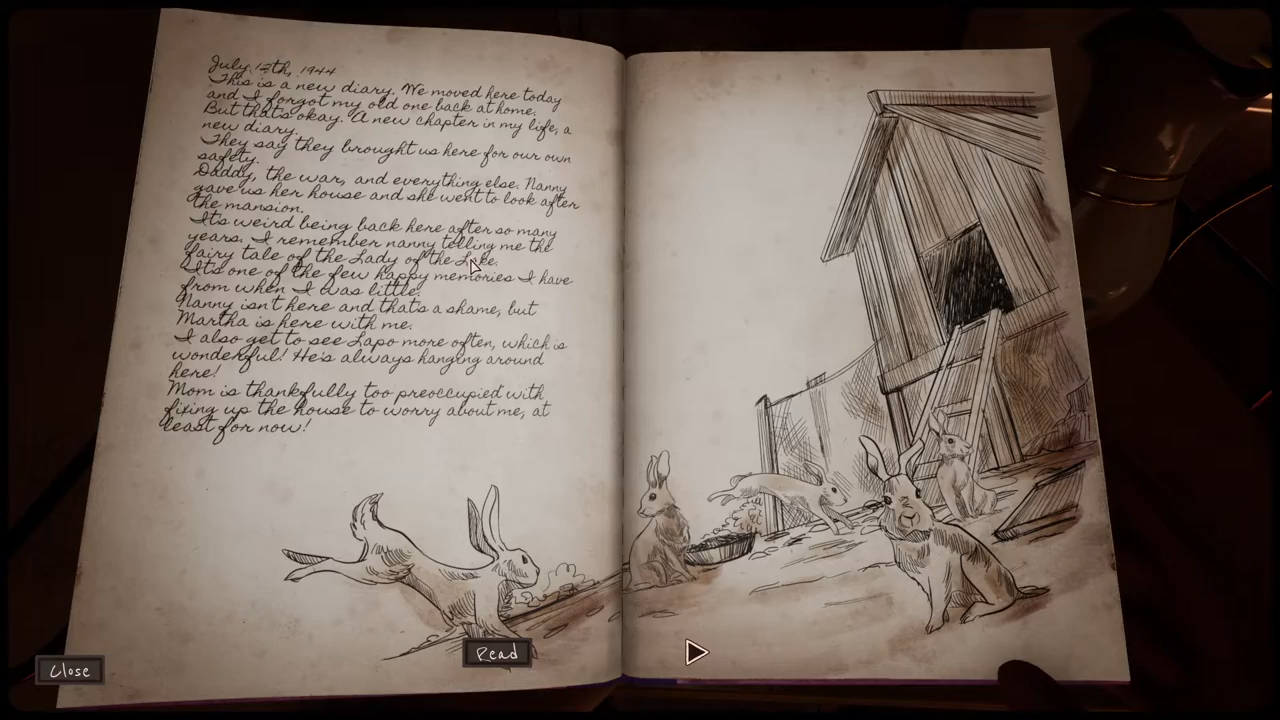 July 12th, 1944
This is a new diary. We moved here today
and I forgot my old one back at home.
But that's okay. A new chapter in my life, a
new diary.
They say they brought us here for our own
safety.
Daddy, the war, and everything else. Nanny
gave us her house and she went to look after
the mansion.
It's weird being back here after so many
years. I remember nanny telling me the
fairy tale of the Lady of the Lake.
It's one of the few happy memories I have
from when I was little.
Nanny isn't here and that's a shame, but
Martha is here with me.
I also get to see Lapo more often, which is
wonderful! He's always hanging around
here!
Mom is thankfully too preoccupied with
fixing up the house to worry about me, at
least for now!
Read
Close